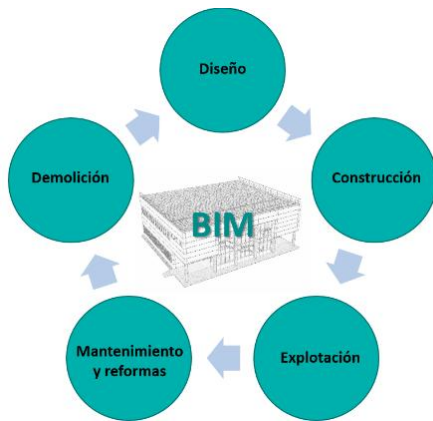 Diseño
Construcción
Explotación
Mantenimiento
y reformas
Demolición
BIM